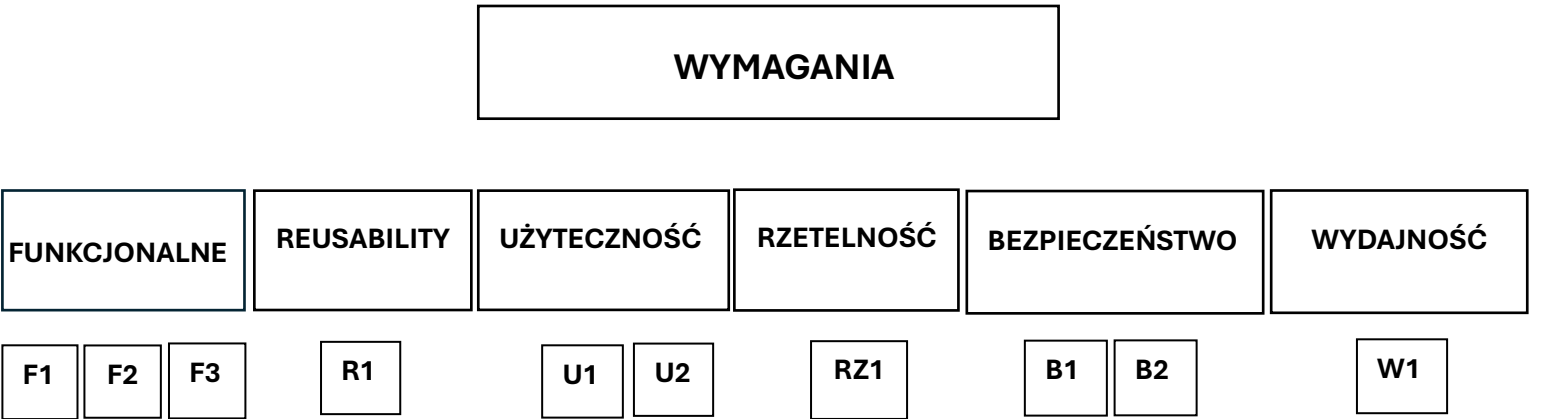 WYMAGANIA
FUNKCJONALNE
REUSABILITY
UŻYTECZNOŚĆ
RZETELNOŚĆ
BEZPIECZEŃSTWO
WYDAJNOŚĆ
F1
F2
F3
R1
U1
U2
RZ1
B1
B2
W1